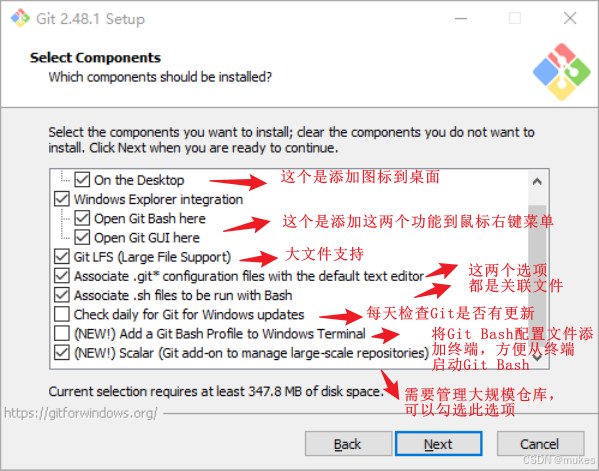 Git 2.48.1 Setup
Select Components
Which components should be installed?
Select the components you want to install; clear the components you do not want to
install. Click Next when you are ready to continue.
On the Desktop
这个是添加图标到桌面
Windows Explorer integration
Open Git Bash here
这个是添加这两个功能到鼠标右键菜单
Open Git GUI here
Git LFS (Large File Support)
大文件支持
Associate .git* configuration files with the default text editor
这两个选项
都是关联文件
Associate .sh files to be run with Bash
Check daily for Git for Windows updates
每天检查Git是否有更新
(NEW!) Add a Git Bash Profile to Windows Terminal
将Git Bash配置文件添
加终端，方便从终端
启动Git Bash
(NEW!) Scalar (Git add-on to manage large-scale repositories)
Current selection requires at least 347.8 MB of disk space.
需要管理大规模仓库，
可以勾选此选项
https://gitforwindows.org/
Back
Next
Cancel
CSDN @mukes